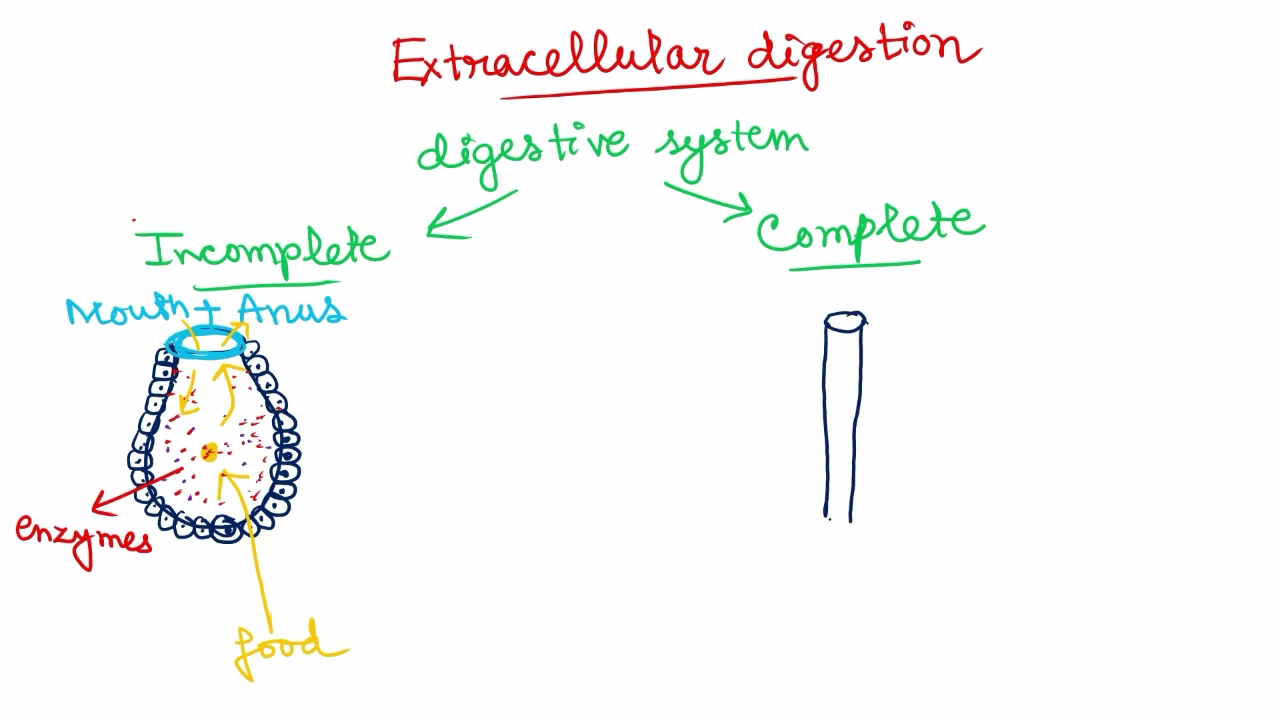 Extracellular digestion
digestive system
Incomplete
Complete
Mouth + Anus
enzymes
food